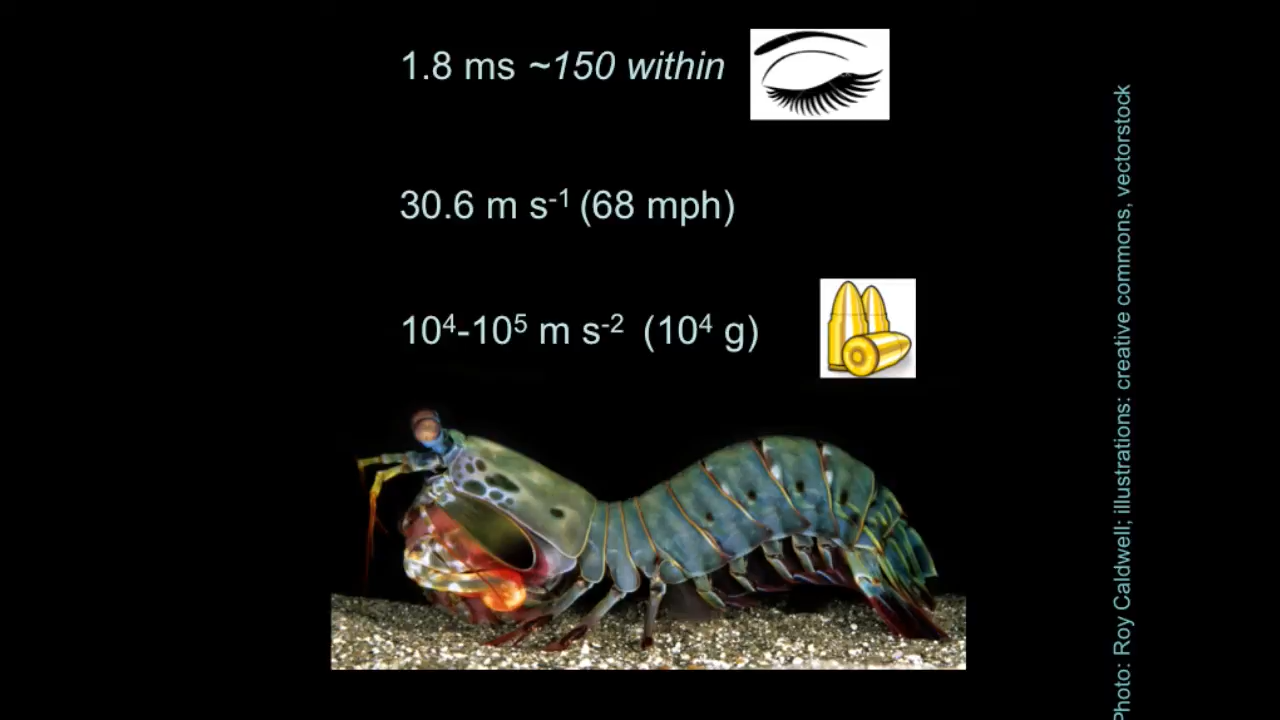 1.8 ms ~150 within
30.6 m s⁻¹ (68 mph)
10⁴-10⁵ m s⁻² (10⁴ g)
Photo: Roy Caldwell; illustrations: creative commons, vectorstock